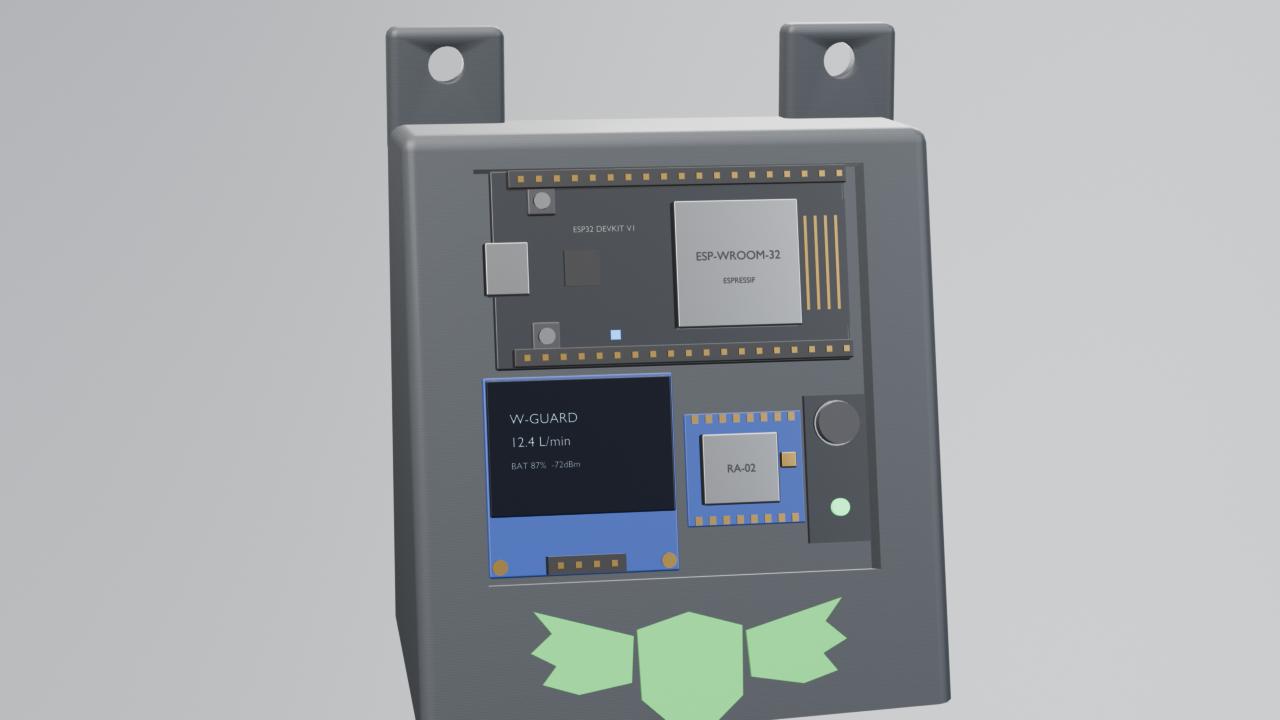 ESP32 DEVKIT V1
ESP-WROOM-32
ESPRESSIF
W-GUARD
12.4 L/min
BAT 87% -72dBm
RA-02